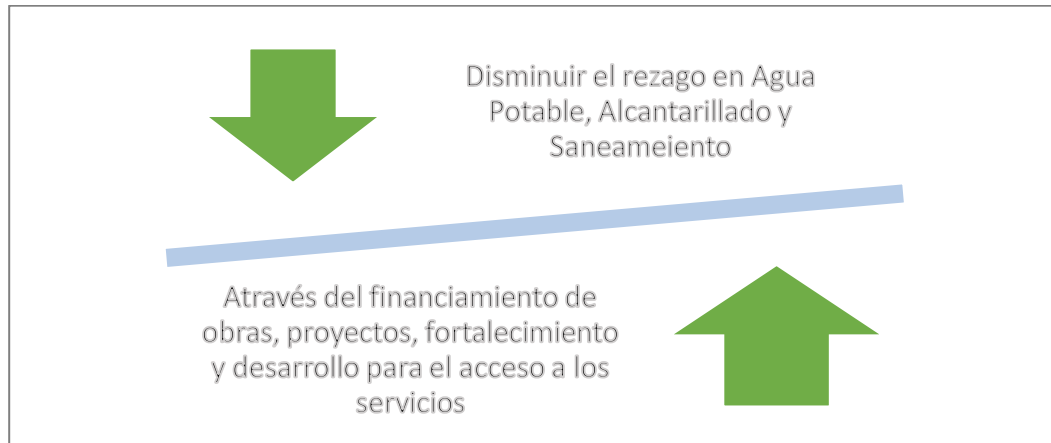 Disminuir el rezago en Agua
Potable, Alcantarillado y
Saneameiento
Através del financiamiento de
obras, proyectos, fortalecimiento
y desarrollo para el acceso a los
servicios